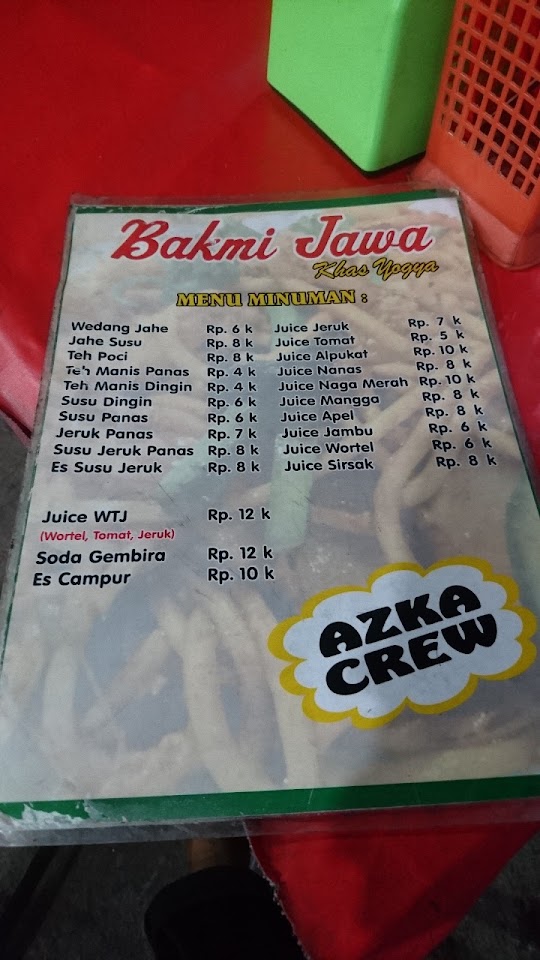 Bakmi Jawa
Khas Yogya
MENU MINUMAN :
Wedang Jahe Rp. 6 k
Jahe Susu Rp. 8 k
Teh Poci Rp. 8 k
Teh Manis Panas Rp. 4 k
Teh Manis Dingin Rp. 4 k
Susu Dingin Rp. 6 k
Susu Panas Rp. 6 k
Jeruk Panas Rp. 7 k
Susu Jeruk Panas Rp. 8 k
Es Susu Jeruk Rp. 8 k
Juice Jeruk Rp. 7 k
Juice Tomat Rp. 5 k
Juice Alpukat Rp. 10 k
Juice Nanas Rp. 8 k
Juice Naga Merah Rp. 10 k
Juice Mangga Rp. 8 k
Juice Apel Rp. 8 k
Juice Jambu Rp. 6 k
Juice Wortel Rp. 6 k
Juice Sirsak Rp. 8 k
Juice WTJ Rp. 12 k
(Wortel, Tomat, Jeruk)
Soda Gembira Rp. 12 k
Es Campur Rp. 10 k
AZKA
CREW